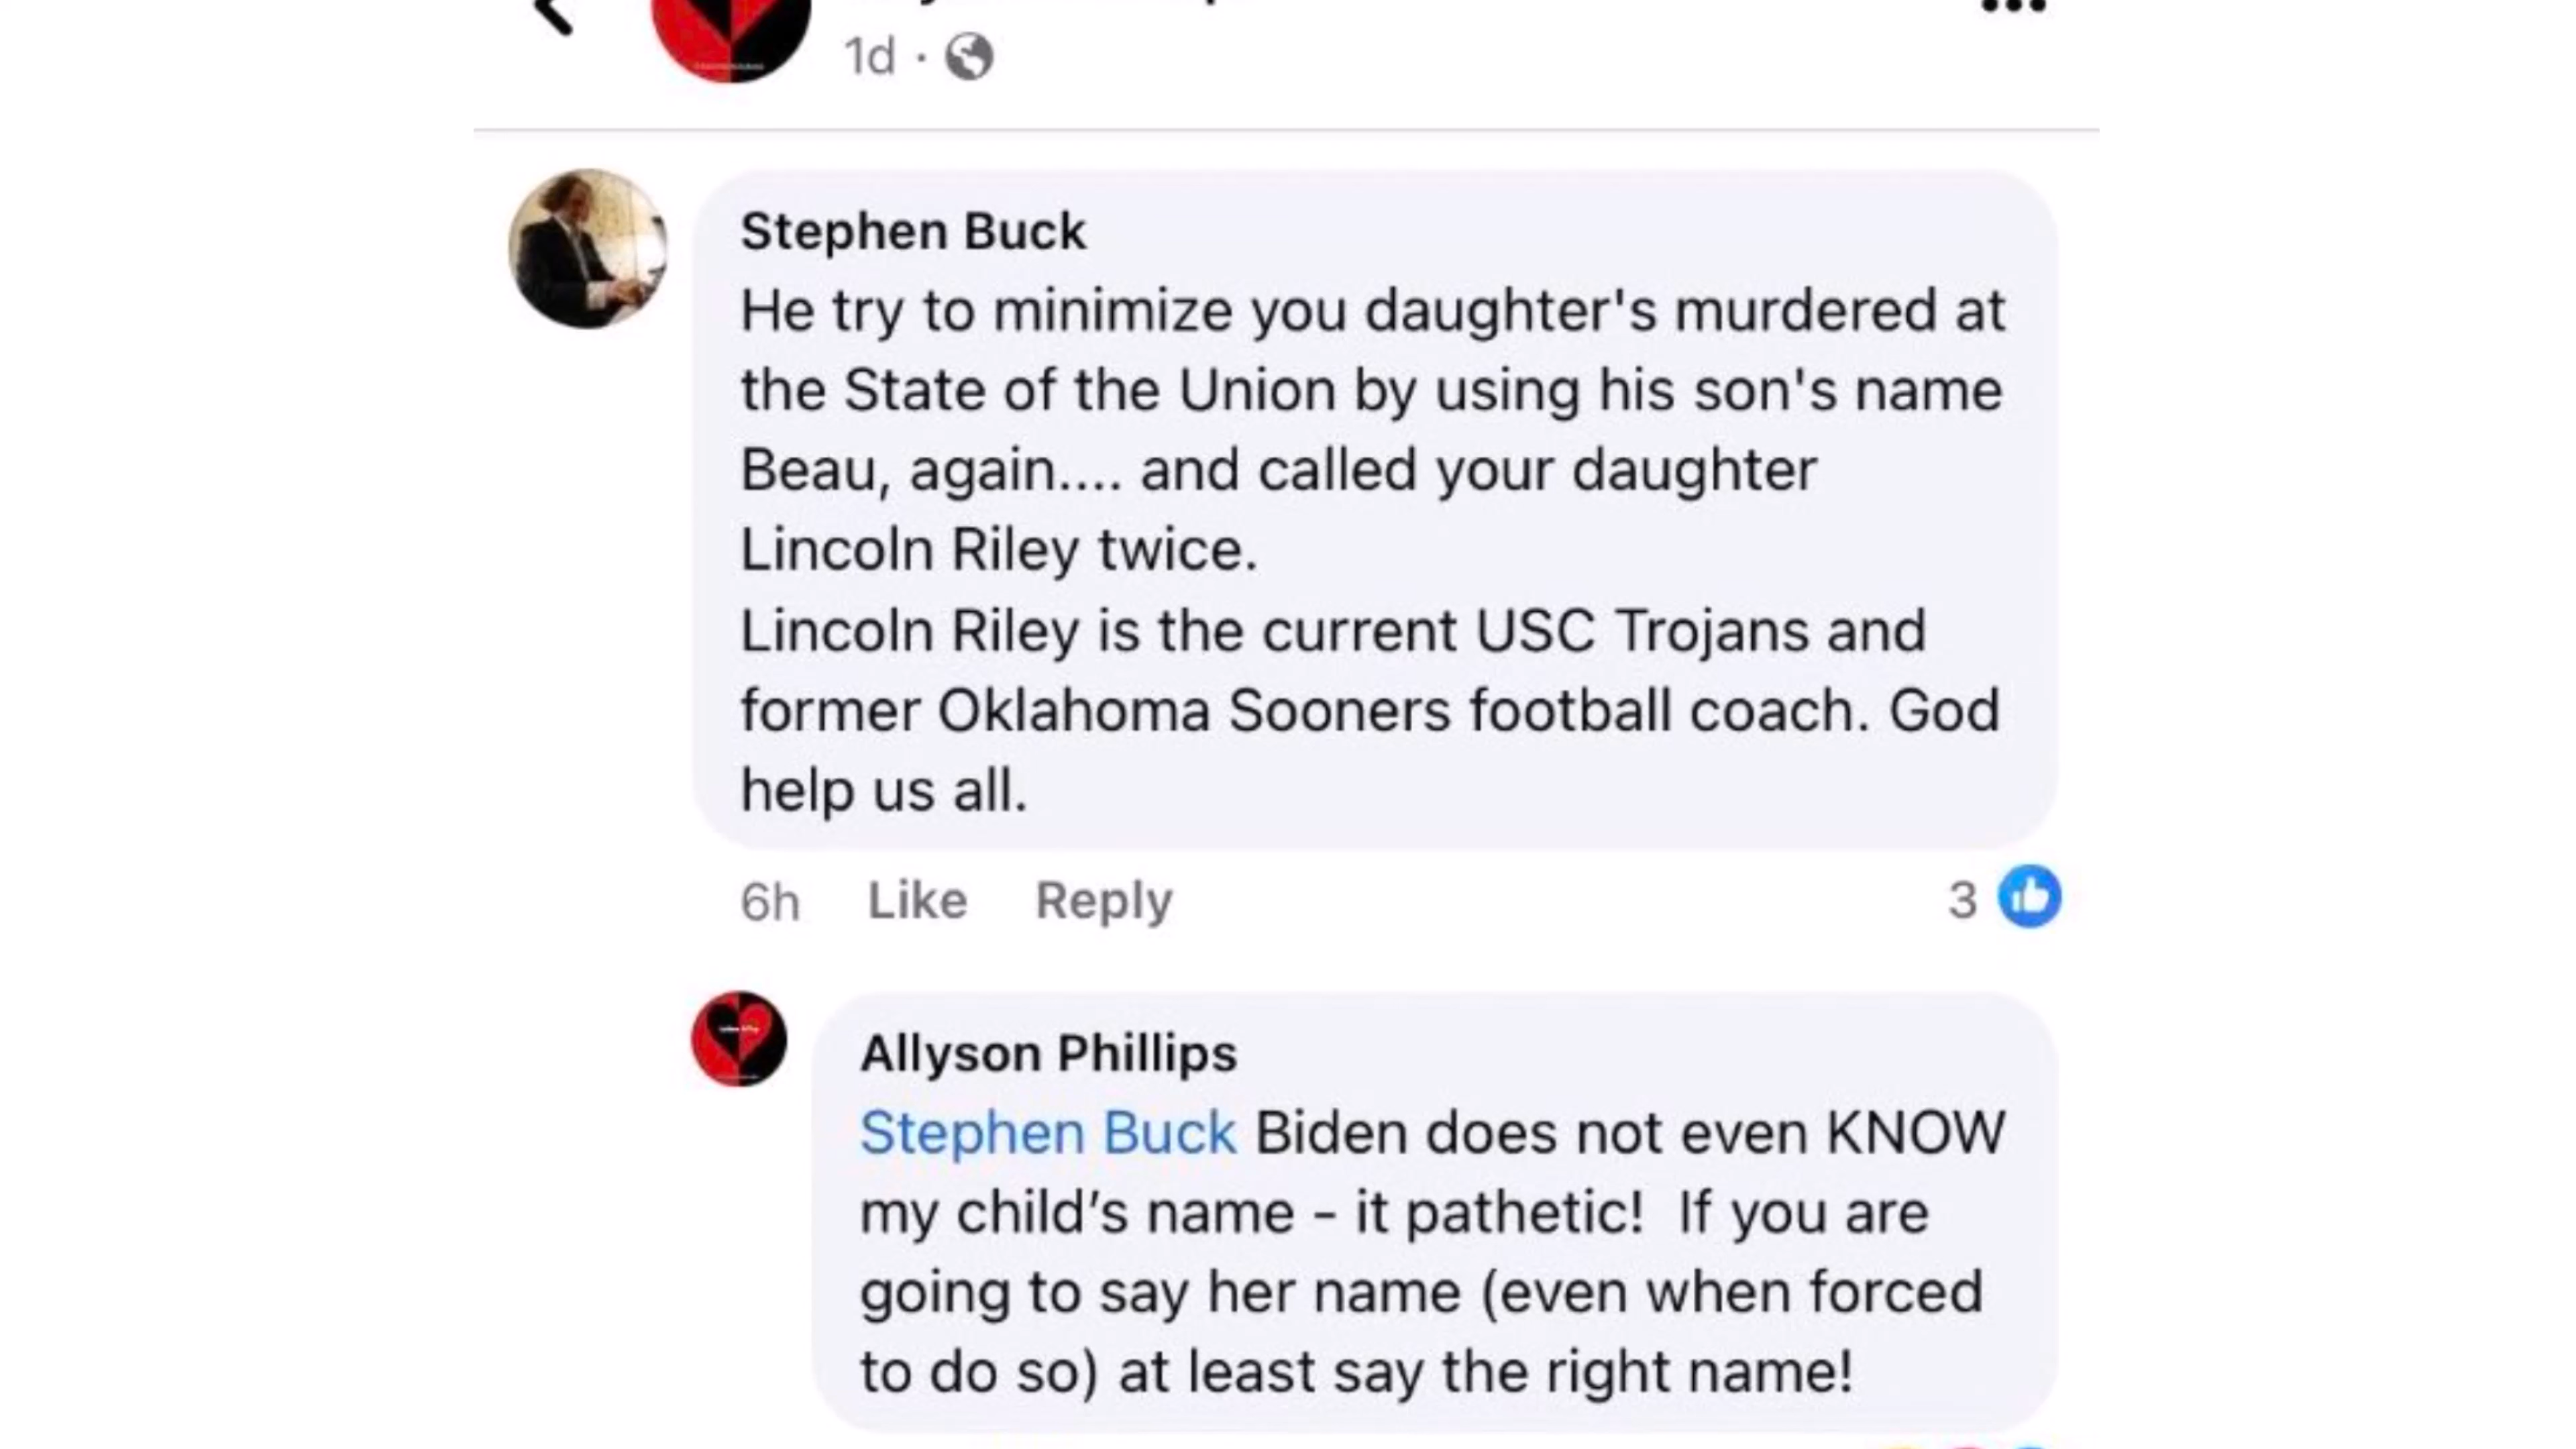 1d ·
Stephen Buck
He try to minimize you daughter's murdered at
the State of the Union by using his son's name
Beau, again.... and called your daughter
Lincoln Riley twice.
Lincoln Riley is the current USC Trojans and
former Oklahoma Sooners football coach. God
help us all.
6h Like Reply 3
Allyson Phillips
Stephen Buck Biden does not even KNOW
my child’s name - it pathetic!  If you are
going to say her name (even when forced
to do so) at least say the right name!